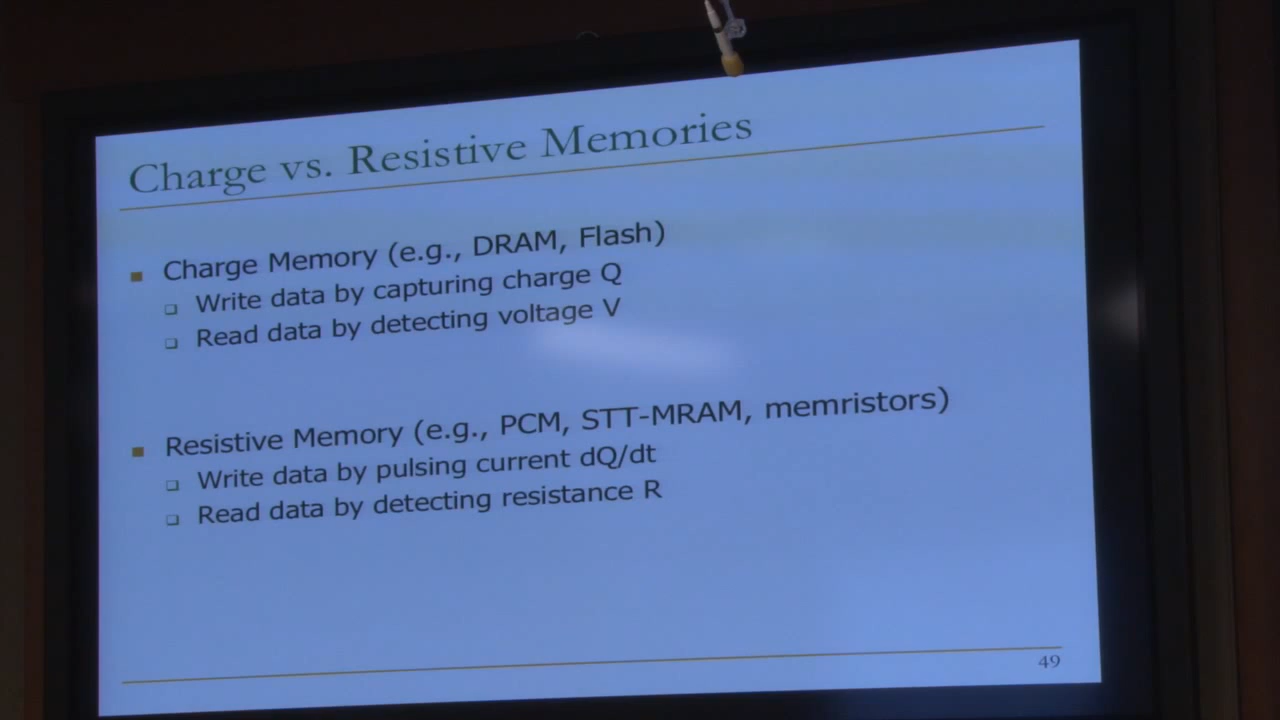 Charge vs. Resistive Memories
Charge Memory (e.g., DRAM, Flash)
Write data by capturing charge Q
Read data by detecting voltage V
Resistive Memory (e.g., PCM, STT-MRAM, memristors)
Write data by pulsing current dQ/dt
Read data by detecting resistance R
49